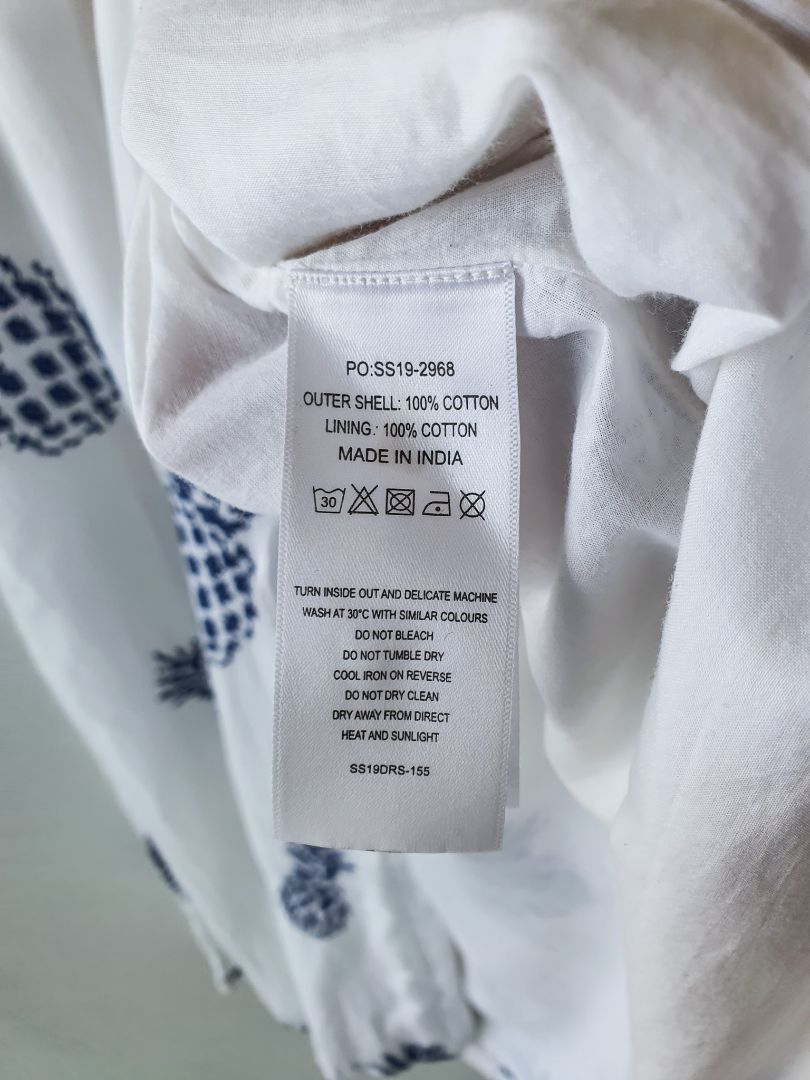 PO:SS19-2968
OUTER SHELL: 100% COTTON
LINING.: 100% COTTON
MADE IN INDIA
30
TURN INSIDE OUT AND DELICATE MACHINE
WASH AT 30°C WITH SIMILAR COLOURS
DO NOT BLEACH
DO NOT TUMBLE DRY
COOL IRON ON REVERSE
DO NOT DRY CLEAN
DRY AWAY FROM DIRECT
HEAT AND SUNLIGHT
SS19DRS-155